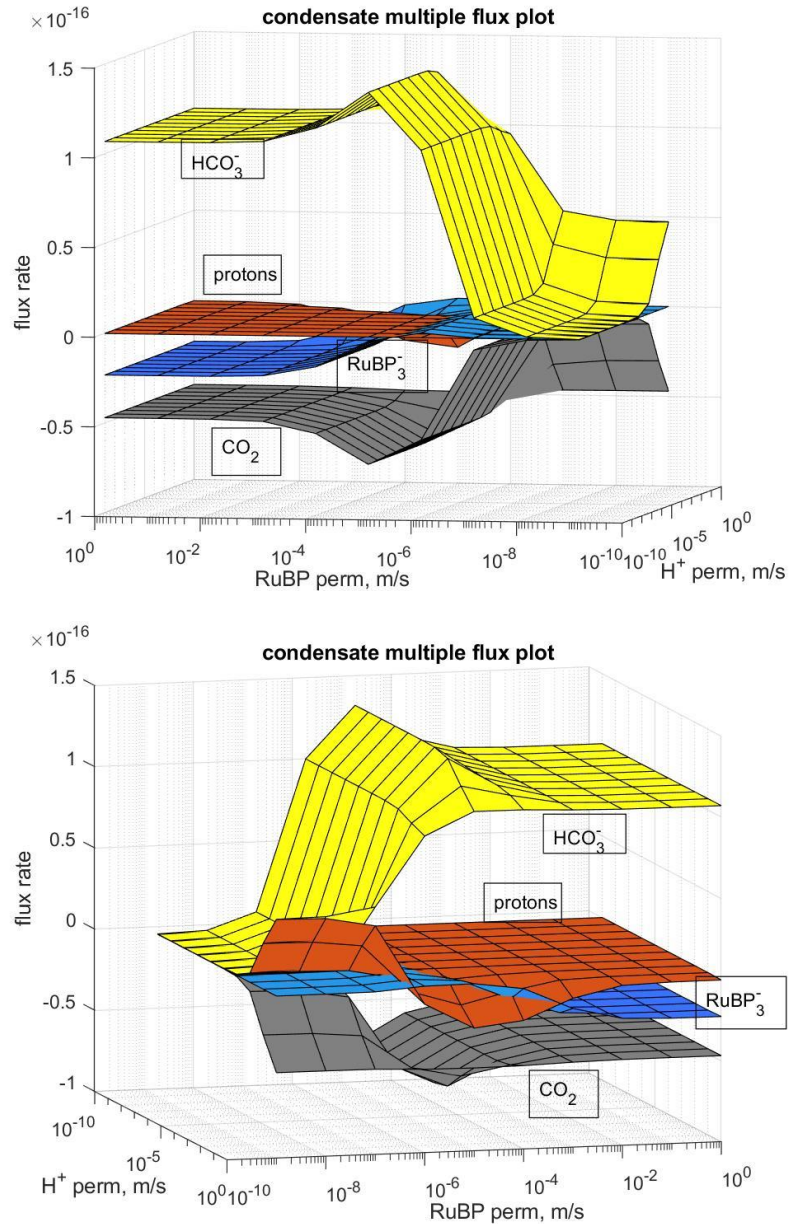 ×10⁻¹⁶
condensate multiple flux plot
1.5
1
0.5
0
-0.5
-1
flux rate
HCO₃⁻
protons
RuBP₃⁻
CO₂
10⁰
10⁻²
10⁻⁴
10⁻⁶
10⁻⁸
10⁻¹⁰
RuBP perm, m/s
10⁻¹⁰
10⁻⁵
10⁰
H⁺ perm, m/s
×10⁻¹⁶
condensate multiple flux plot
1.5
1
0.5
0
-0.5
-1
flux rate
HCO₃⁻
protons
RuBP₃⁻
CO₂
10⁻¹⁰
10⁻⁵
10⁰
H⁺ perm, m/s
10⁻¹⁰
10⁻⁸
10⁻⁶
10⁻⁴
10⁻²
10⁰
RuBP perm, m/s